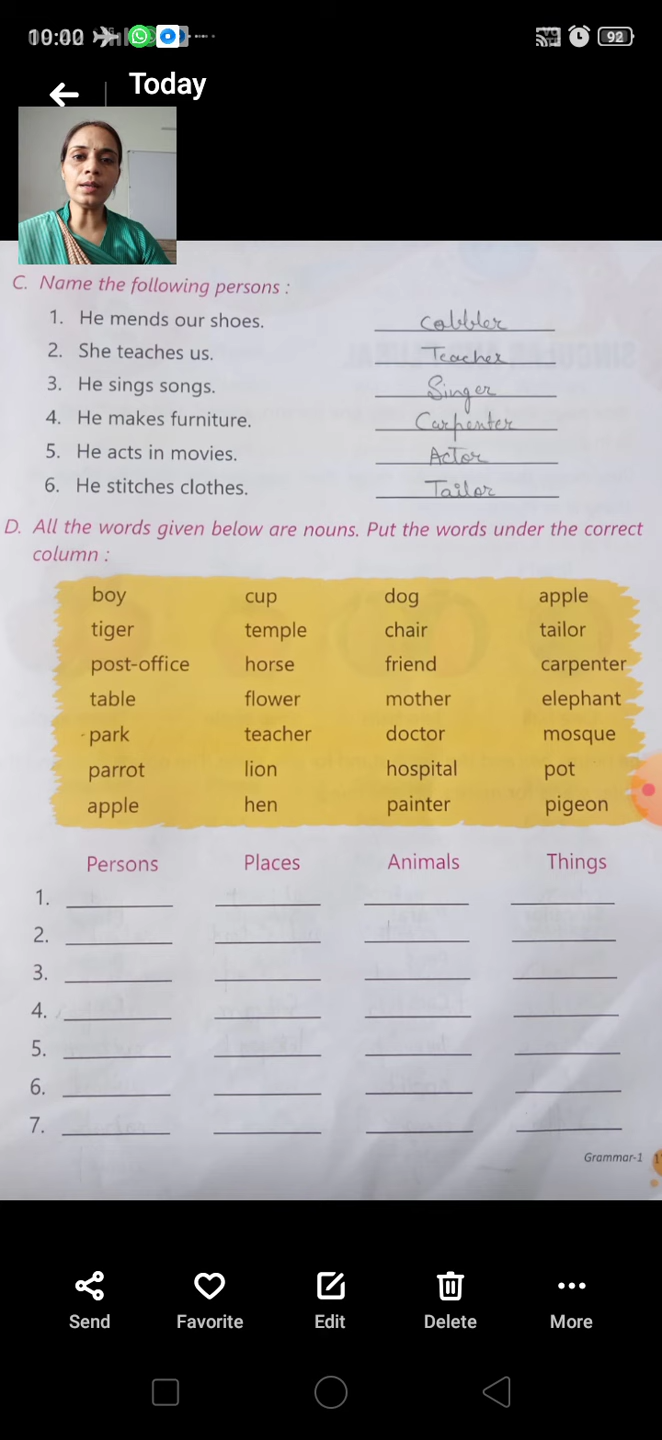 10:00
92
Today
C. Name the following persons :
1. He mends our shoes. Cobbler
2. She teaches us. Teacher
3. He sings songs. Singer
4. He makes furniture. Carpenter
5. He acts in movies. Actor
6. He stitches clothes. Tailor
D. All the words given below are nouns. Put the words under the correct
column :
boy cup dog apple
tiger temple chair tailor
post-office horse friend carpenter
table flower mother elephant
park teacher doctor mosque
parrot lion hospital pot
apple hen painter pigeon
Persons Places Animals Things
1.
2.
3.
4.
5.
6.
7.
Grammar-1
Send Favorite Edit Delete More